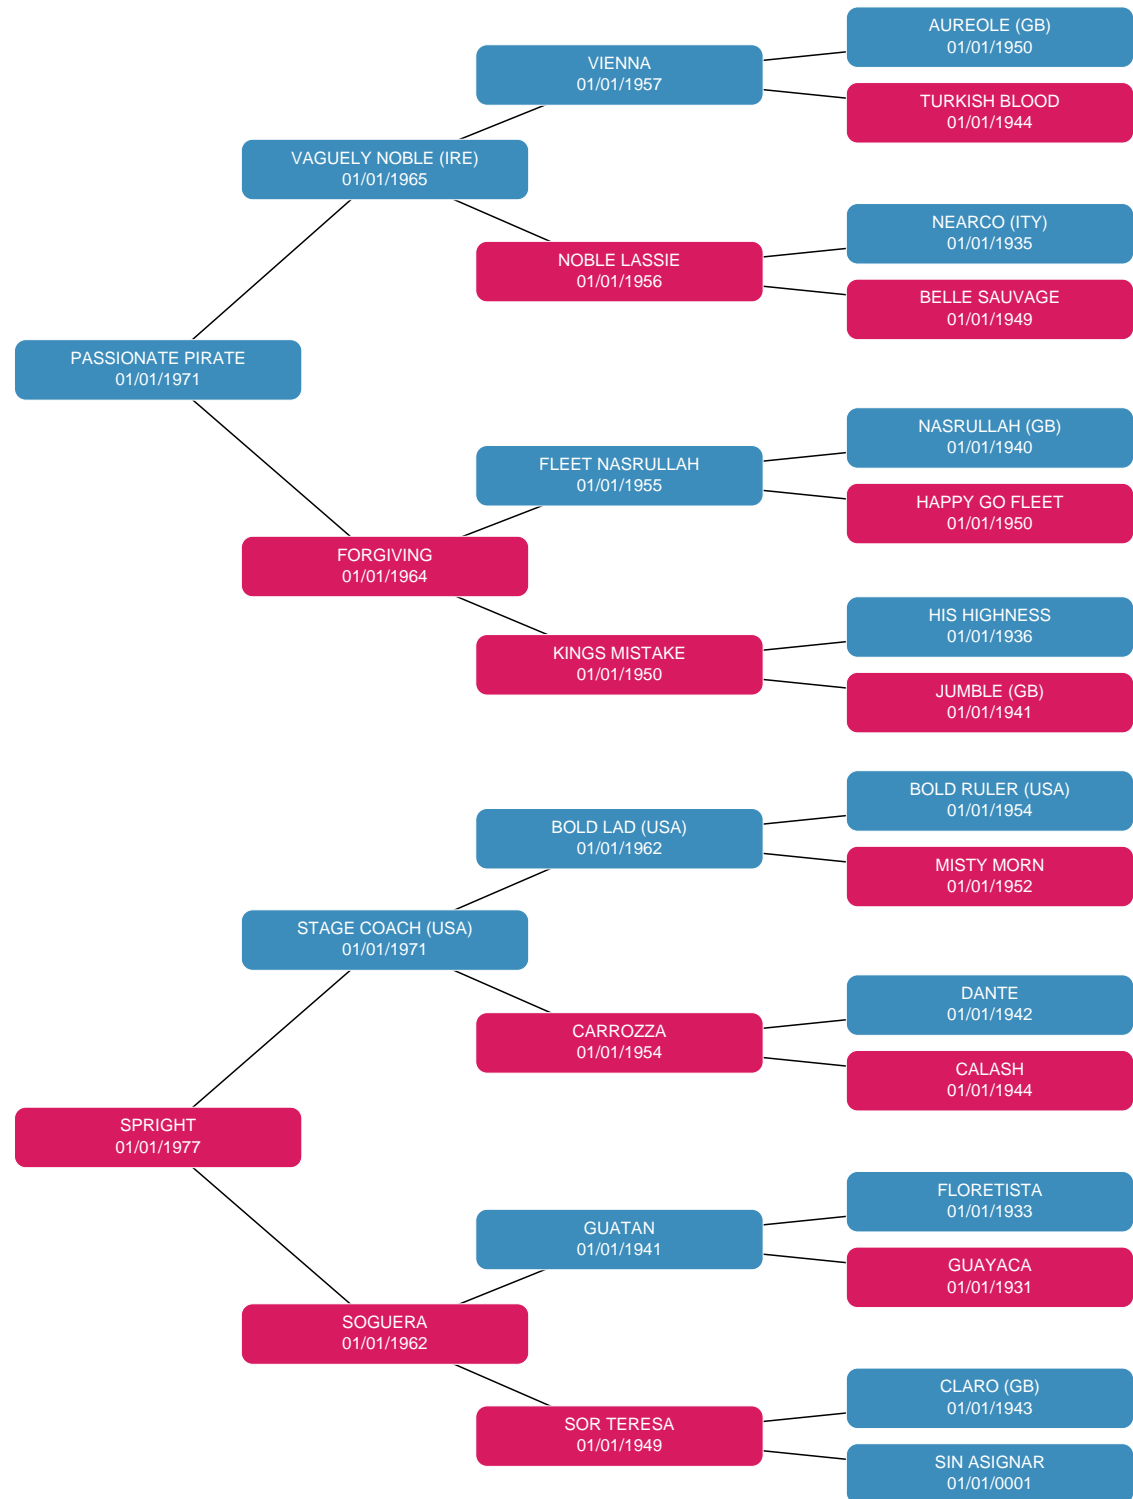 AUREOLE (GB)
01/01/1950
VIENNA
01/01/1957
TURKISH BLOOD
01/01/1944
VAGUELY NOBLE (IRE)
01/01/1965
NEARCO (ITY)
01/01/1935
NOBLE LASSIE
01/01/1956
BELLE SAUVAGE
01/01/1949
PASSIONATE PIRATE
01/01/1971
NASRULLAH (GB)
01/01/1940
FLEET NASRULLAH
01/01/1955
HAPPY GO FLEET
01/01/1950
FORGIVING
01/01/1964
HIS HIGHNESS
01/01/1936
KINGS MISTAKE
01/01/1950
JUMBLE (GB)
01/01/1941
BOLD RULER (USA)
01/01/1954
BOLD LAD (USA)
01/01/1962
MISTY MORN
01/01/1952
STAGE COACH (USA)
01/01/1971
DANTE
01/01/1942
CARROZZA
01/01/1954
CALASH
01/01/1944
SPRIGHT
01/01/1977
FLORETISTA
01/01/1933
GUATAN
01/01/1941
GUAYACA
01/01/1931
SOGUERA
01/01/1962
CLARO (GB)
01/01/1943
SOR TERESA
01/01/1949
SIN ASIGNAR
01/01/0001